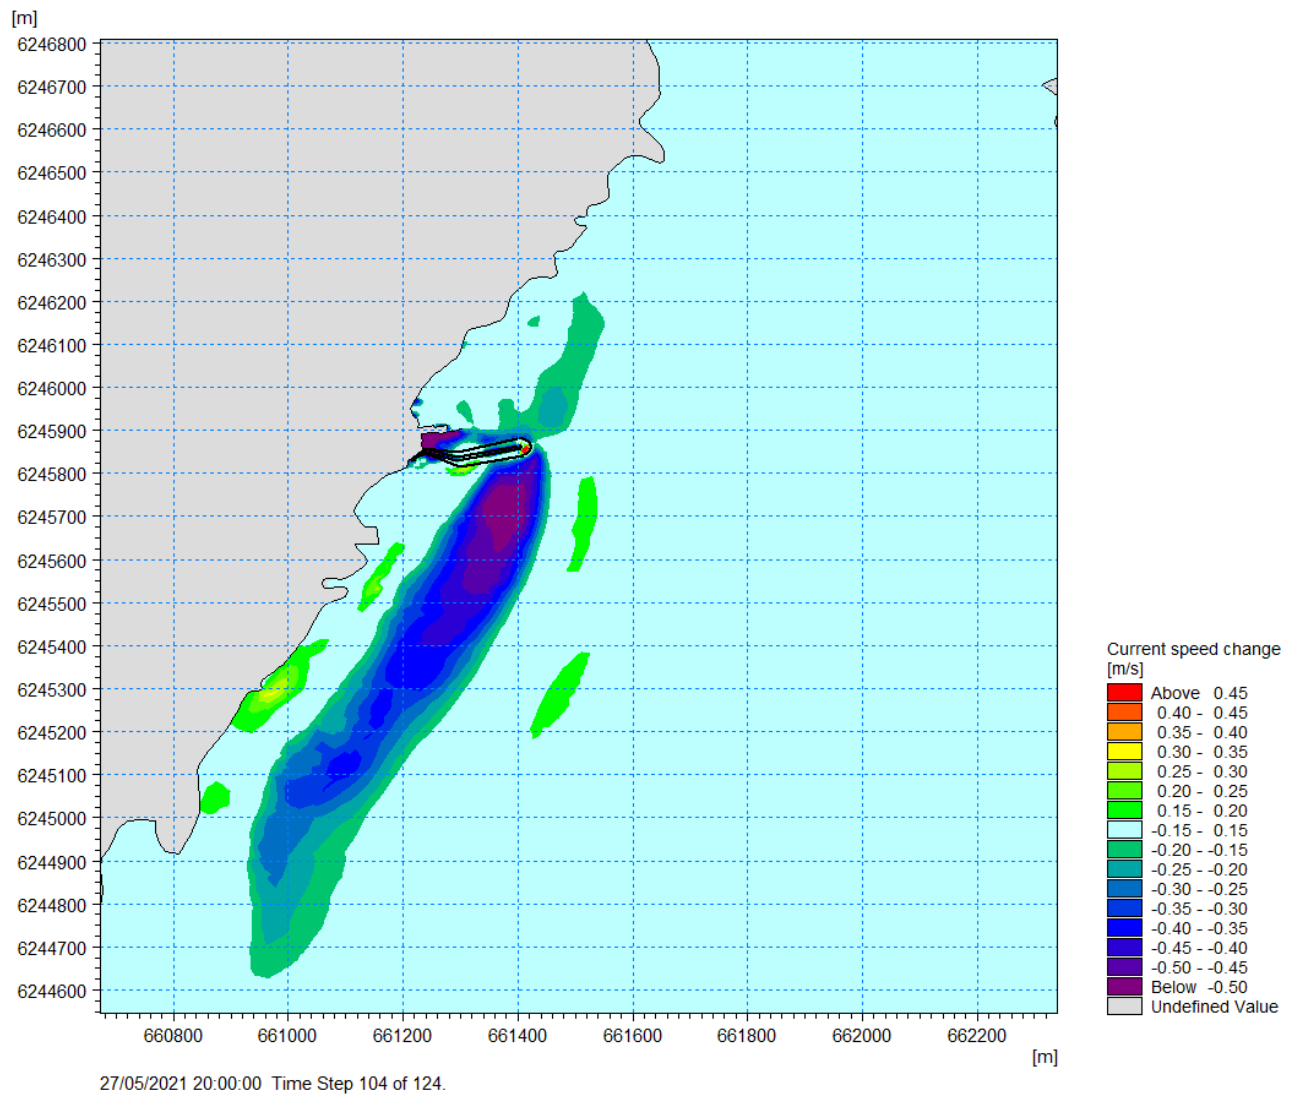 [m]
6246800
6246700
6246600
6246500
6246400
6246300
6246200
6246100
6246000
6245900
6245800
6245700
6245600
6245500
6245400
6245300
6245200
6245100
6245000
6244900
6244800
6244700
6244600
660800 661000 661200 661400 661600 661800 662000 662200
[m]
27/05/2021 20:00:00 Time Step 104 of 124.
Current speed change
[m/s]
Above 0.45
0.40 - 0.45
0.35 - 0.40
0.30 - 0.35
0.25 - 0.30
0.20 - 0.25
0.15 - 0.20
-0.15 - 0.15
-0.20 - -0.15
-0.25 - -0.20
-0.30 - -0.25
-0.35 - -0.30
-0.40 - -0.35
-0.45 - -0.40
-0.50 - -0.45
Below -0.50
Undefined Value